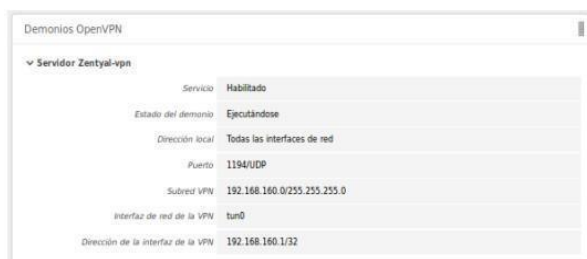 Demonios OpenVPN
Servidor Zentyal-vpn
Servicio Habilitado
Estado del demonio Ejecutándose
Dirección local Todas las interfaces de red
Puerto 1194/UDP
Subred VPN 192.168.160.0/255.255.255.0
Interfaz de red de la VPN tun0
Dirección de la interfaz de la VPN 192.168.160.1/32